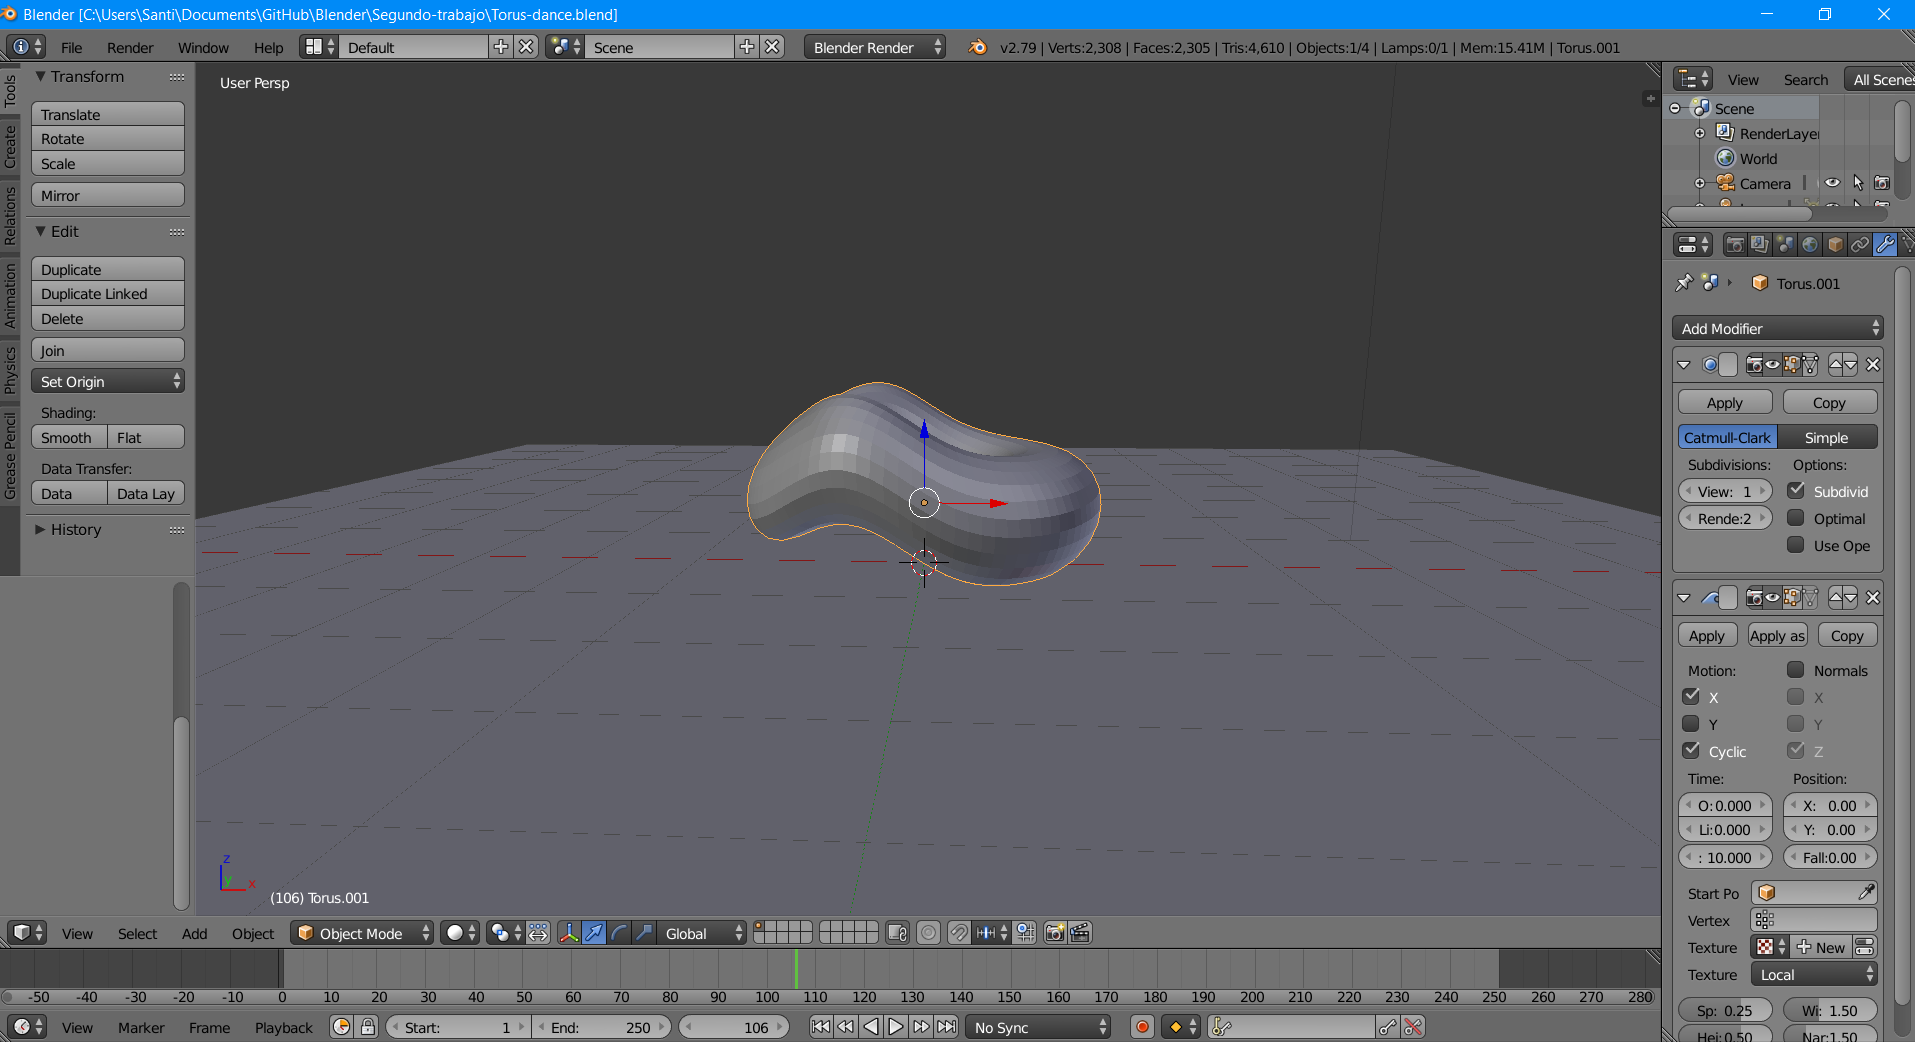 Blender [C:\Users\Santi\Documents\GitHub\Blender\Segundo-trabajo\Torus-dance.blend]
File Render Window Help Default Scene Blender Render v2.79 | Verts:2,308 | Faces:2,305 | Tris:4,610 | Objects:1/4 | Lamps:0/1 | Mem:15.41M | Torus.001
Tools
Create
Relations
Animation
Physics
Grease Pencil
Transform
Translate
Rotate
Scale
Mirror
Edit
Duplicate
Duplicate Linked
Delete
Join
Set Origin
Shading:
Smooth Flat
Data Transfer:
Data Data Lay
History
User Persp
z
y x
(106) Torus.001
View Search All Scenes
Scene
RenderLayer
World
Camera
Torus.001
Add Modifier
Apply Copy
Catmull-Clark Simple
Subdivisions: Options:
View: 1 Subdivid
Rende:2 Optimal
Use Ope
Apply Apply as Copy
Motion: Normals
X X
Y Y
Cyclic Z
Time: Position:
O:0.000 X: 0.00
Li:0.000 Y: 0.00
: 10.000 Fall:0.00
Start Po
Vertex
Texture New
Texture Local
Sp: 0.25 Wi: 1.50
Hei:0.50 Nar:1.50
View Select Add Object Object Mode Global
-50 -40 -30 -20 -10 0 10 20 30 40 50 60 70 80 90 100 110 120 130 140 150 160 170 180 190 200 210 220 230 240 250 260 270 280
View Marker Frame Playback Start: 1 End: 250 106 No Sync